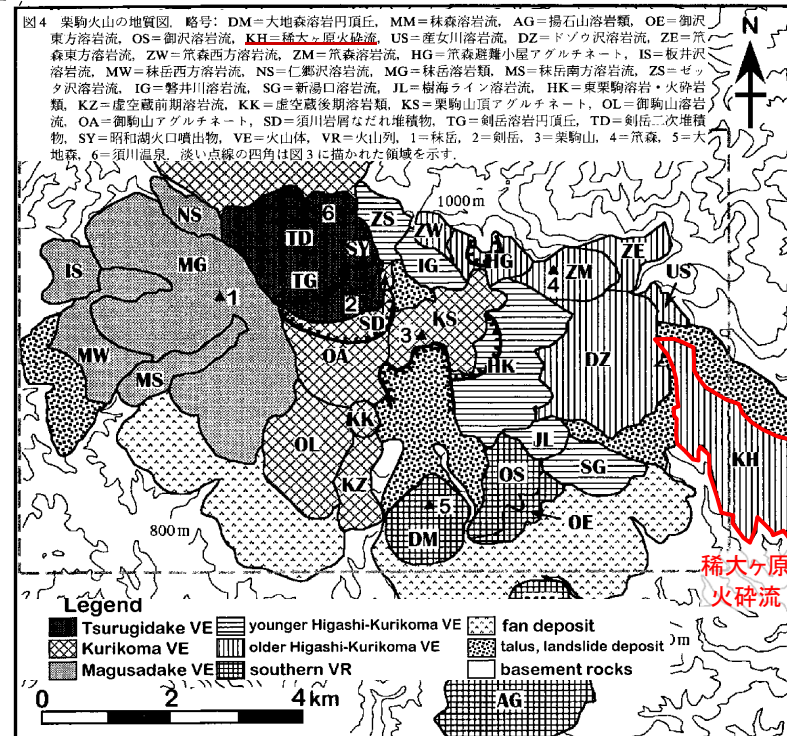 図4 栗駒火山の地質図．略号：DM＝大地森溶岩円頂丘，MM＝秣森溶岩流，AG＝揚石山溶岩類，OE＝御沢
東方溶岩流，OS＝御沢溶岩流，KH＝稀大ヶ原火砕流，US＝産女川溶岩流，DZ＝ドゾウ沢溶岩流，ZE＝笊
森東方溶岩流，ZW＝笊森西方溶岩流，ZM＝笊森溶岩流，HG＝笊森避難小屋アグルチネート，IS＝板井沢
溶岩流，MW＝秣岳西方溶岩流，NS＝仁郷沢溶岩流，MG＝秣岳溶岩類，MS＝秣岳南方溶岩流，ZS＝ゼッ
タ沢溶岩流，IG＝磐井川溶岩流，SG＝新湯口溶岩流，JL＝樹海ライン溶岩流，HK＝東栗駒溶岩・火砕岩
類，KZ＝虚空蔵前期溶岩流，KK＝虚空蔵後期溶岩類，KS＝栗駒山頂アグルチネート，OL＝御駒山溶岩
流，OA＝御駒山アグルチネート，SD＝須川岩屑なだれ堆積物，TG＝剣岳溶岩円頂丘，TD＝剣岳二次堆積
物，SY＝昭和湖火口噴出物，VE＝火山体，VR＝火山列，1＝秣岳，2＝剣岳，3＝栗駒山，4＝笊森，5＝大
地森，6＝須川温泉．淡い点線の四角は図3に描かれた領域を示す．
N
1000m
NS
6
ZS
ZW
TD
SY
HG
ZE
IS
MG
IG
ZM
US
TG
4
1
2
SD
KS
3
MW
OA
HK
DZ
MS
KK
JL
OL
KZ
OS
SG
KH
5
800m
DM
OE
稀大ヶ原
火砕流
Legend
Tsurugidake VE
younger Higashi-Kurikoma VE
fan deposit
Kurikoma VE
older Higashi-Kurikoma VE
talus, landslide deposit
Magusadake VE
southern VR
basement rocks
0
2
4 km
AG